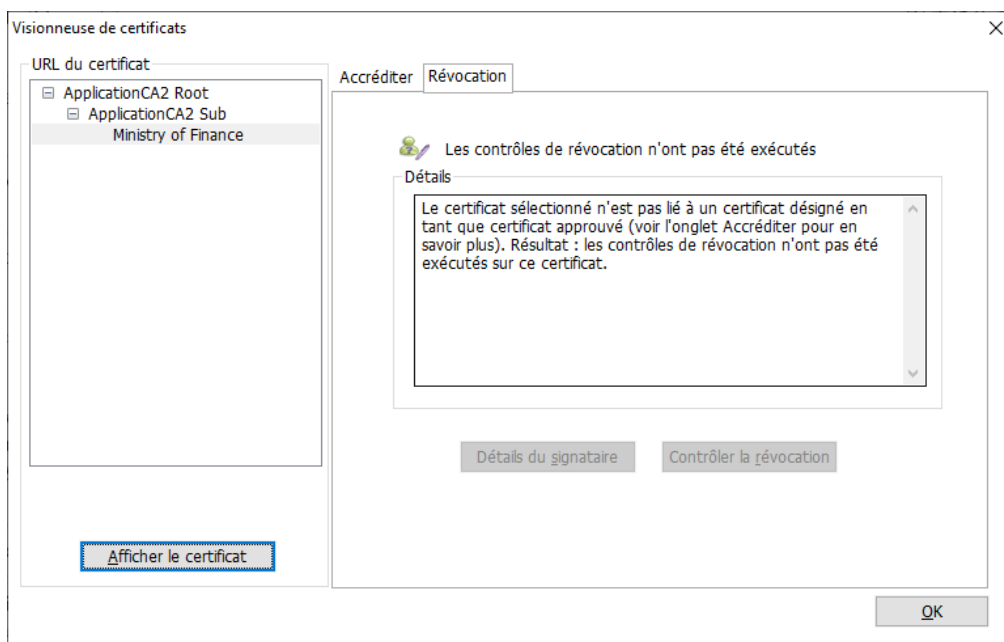 Visionneuse de certificats
URL du certificat
ApplicationCA2 Root
ApplicationCA2 Sub
Ministry of Finance
Afficher le certificat
Accréditer
Révocation
Les contrôles de révocation n'ont pas été exécutés
Détails
Le certificat sélectionné n'est pas lié à un certificat désigné en
tant que certificat approuvé (voir l'onglet Accréditer pour en
savoir plus). Résultat : les contrôles de révocation n'ont pas été
exécutés sur ce certificat.
Détails du signataire
Contrôler la révocation
OK